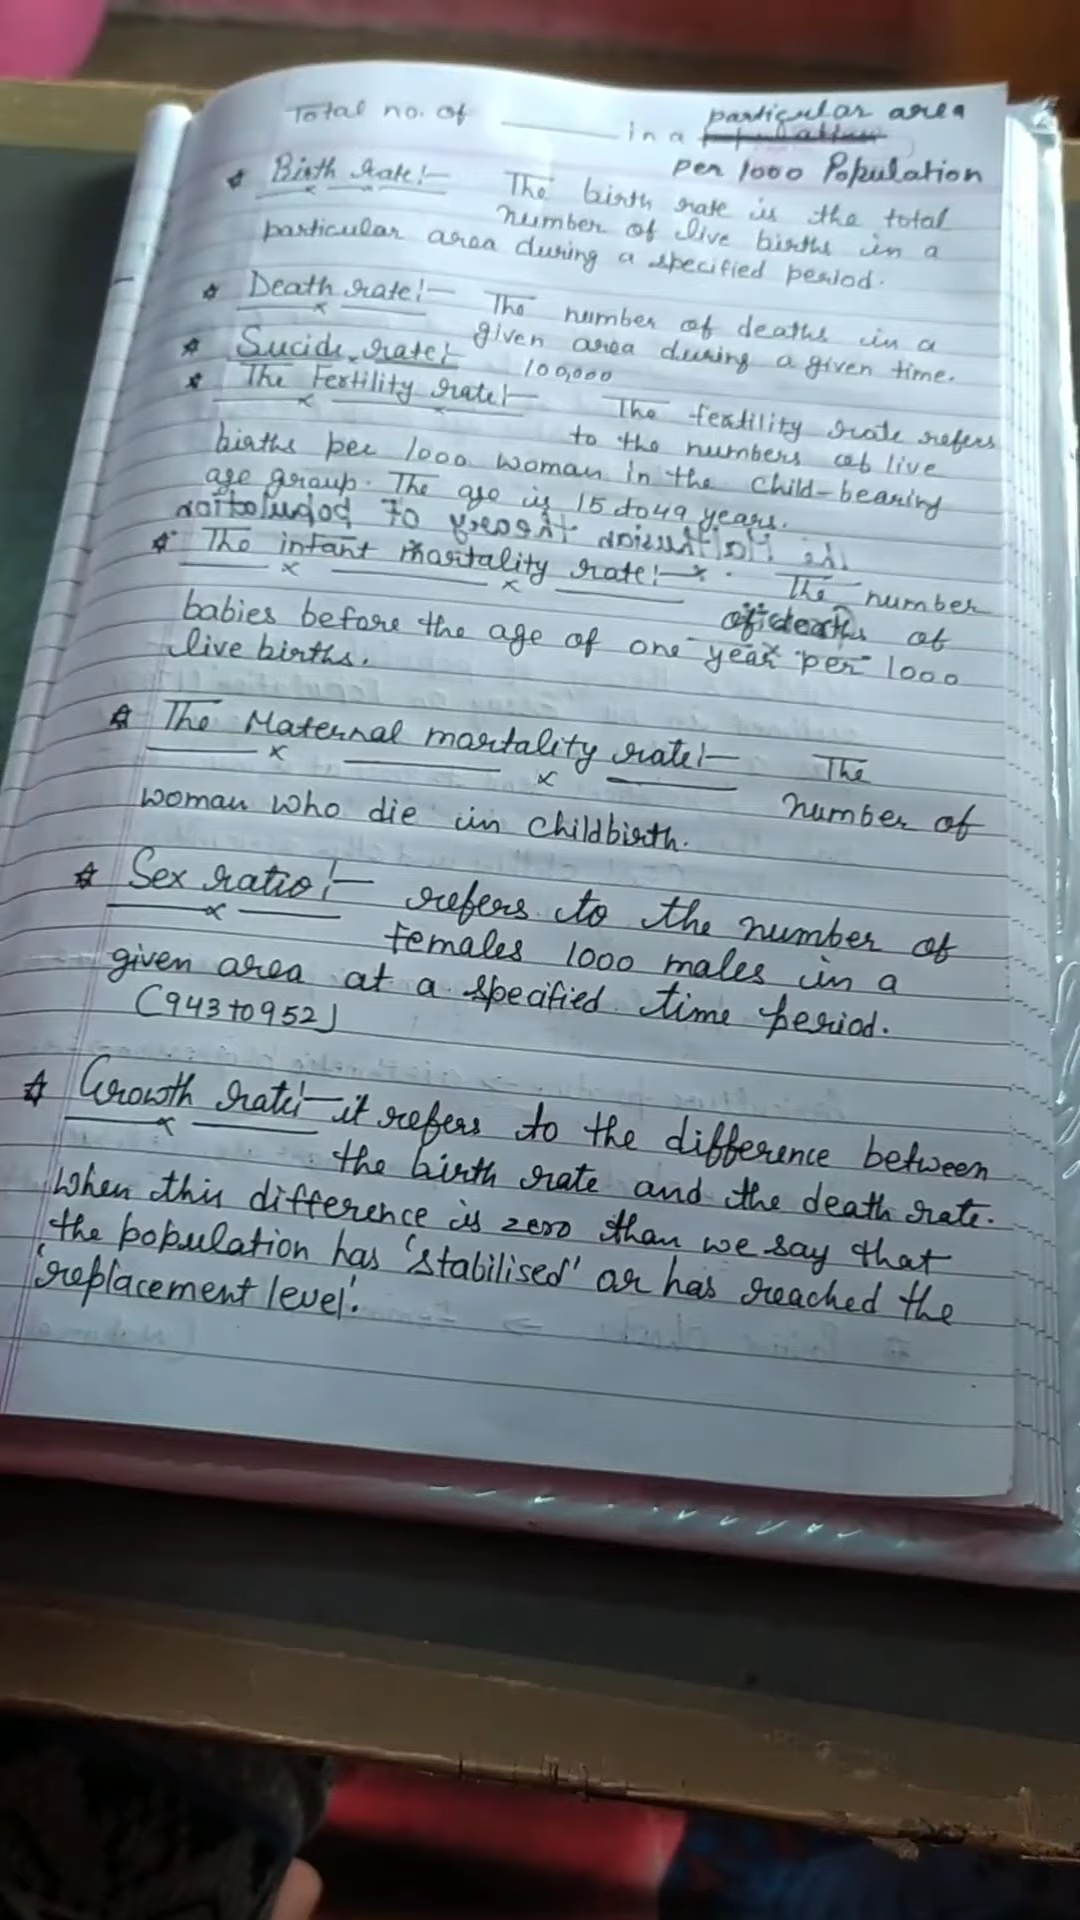 Total no. of ______ in a particular area
per 1000 Population
Birth rate:- The birth rate is the total
number of live births in a
particular area during a specified period.
Death rate:- The number of deaths in a
given area during a given time.
Sucide rate:- 100,000
The Fertility rate:- The fertility rate refers
to the numbers of live
births per 1000 woman in the child-bearing
age group. The age is 15 to 49 years.
The infant mortality rate:- The number
of deaths of
babies before the age of one year per 1000
live births.
The Maternal mortality rate:- The
number of
woman who die in childbirth.
Sex ratio:- refers to the number of
females 1000 males in a
given area at a specified time period.
(943 to 952)
Growth rate:- it refers to the difference between
the birth rate and the death rate.
When this difference is zero than we say that
the population has 'stabilised' or has reached the
'replacement level'.